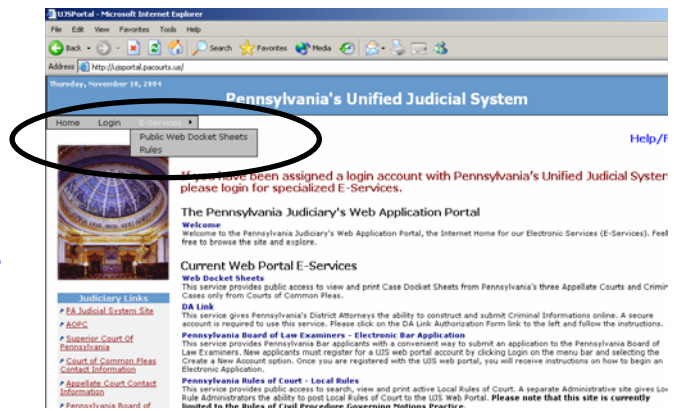 UJSPortal - Microsoft Internet Explorer
File Edit View Favorites Tools Help
Back Search Favorites Media
Address http://ujsportal.pacourts.us/
Thursday, November 18, 2004
Pennsylvania's Unified Judicial System
Home Login E-Services
Public Web Docket Sheets
Rules
Help/F
If you have been assigned a login account with Pennsylvania's Unified Judicial System
please login for specialized E-Services.
The Pennsylvania Judiciary's Web Application Portal
Welcome
Welcome to the Pennsylvania Judiciary's Web Application Portal, the Internet Home for our Electronic Services (E-Services). Feel
free to browse the site and explore.
Current Web Portal E-Services
Web Docket Sheets
This service provides public access to view and print Case Docket Sheets from Pennsylvania's three Appellate Courts and Crimin
Cases only from Courts of Common Pleas.
DA Link
This service gives Pennsylvania's District Attorneys the ability to construct and submit Criminal Informations online. A secure
account is required to use this service. Please click on the DA Link Authorization Form link to the left and follow the instructions.
Pennsylvania Board of Law Examiners - Electronic Bar Application
This service provides Pennsylvania Bar applicants with a convenient way to submit an application to the Pennsylvania Board of
Law Examiners. New applicants must register for a UJS web portal account by clicking Login on the menu bar and selecting the
Create a New Account option. Once you are registered with the UJS web portal, you will receive instructions on how to begin an
Electronic Application.
Pennsylvania Rules of Court - Local Rules
This service provides public access to search, view and print active Local Rules of Court. A separate Administrative site gives Loc
Rule Administrators the ability to post Local Rules of Court to the UJS Web Portal. Please note that this site is currently
limited to the Rules of Civil Procedure Governing Motions Practice.
Judiciary Links
PA Judicial System Site
AOPC
Superior Court Of
Pennsylvania
Court of Common Pleas
Contact Information
Appellate Court Contact
Information
Pennsylvania Board of